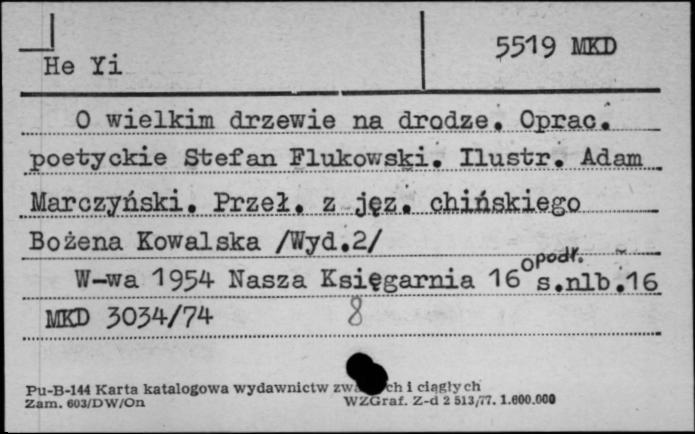 5519 MKD
He Yi
O wielkim drzewie na drodze. Oprac.
poetyckie Stefan Flukowski. Ilustr. Adam
Marczyński. Przeł. z jęz. chińskiego
Bożena Kowalska /Wyd.2/
W-wa 1954 Nasza Księgarnia 16° podł. s.nlb.16
MKD 3034/74 8
Pu-B-144 Karta katalogowa wydawnictw i ciągłych
Zam. 603/DW/On WZGraf. Z-d 2 513/77. 1.600.000